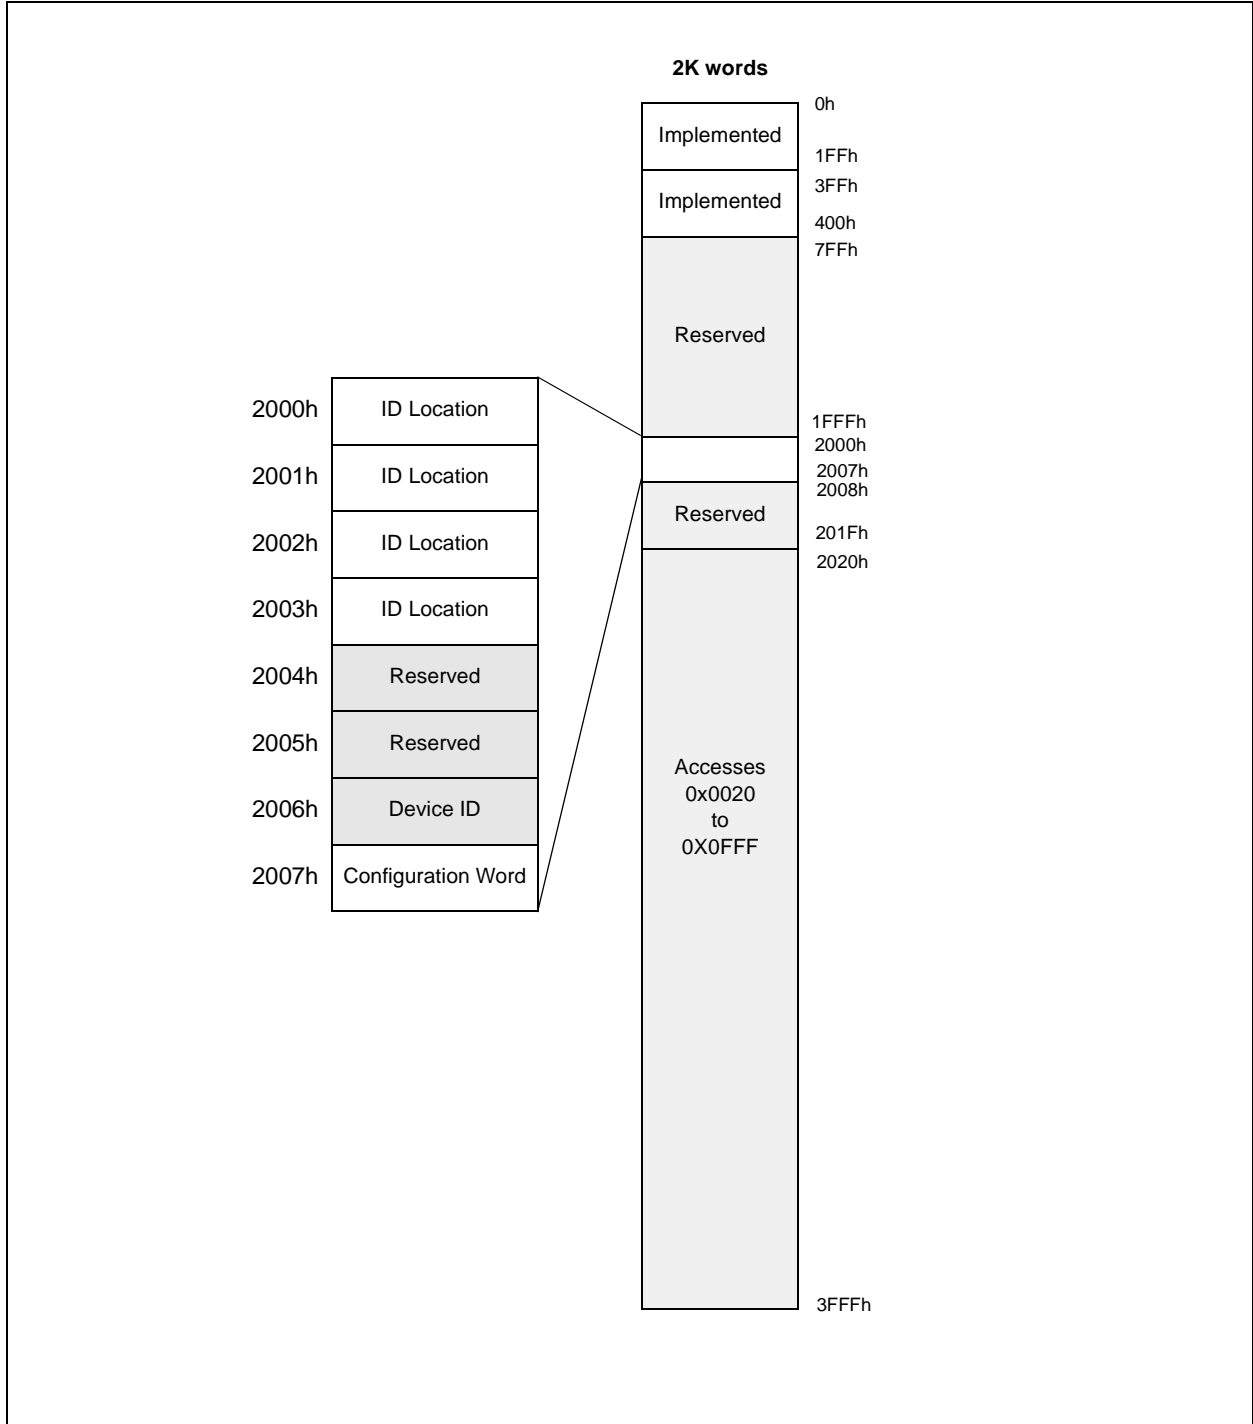 2K words
0h
Implemented
1FFh
3FFh
Implemented
400h
7FFh
Reserved
1FFFh
2000h
2007h
2008h
Reserved
201Fh
2020h
Accesses
0x0020
to
0X0FFF
3FFFh
2000h ID Location
2001h ID Location
2002h ID Location
2003h ID Location
2004h Reserved
2005h Reserved
2006h Device ID
2007h Configuration Word